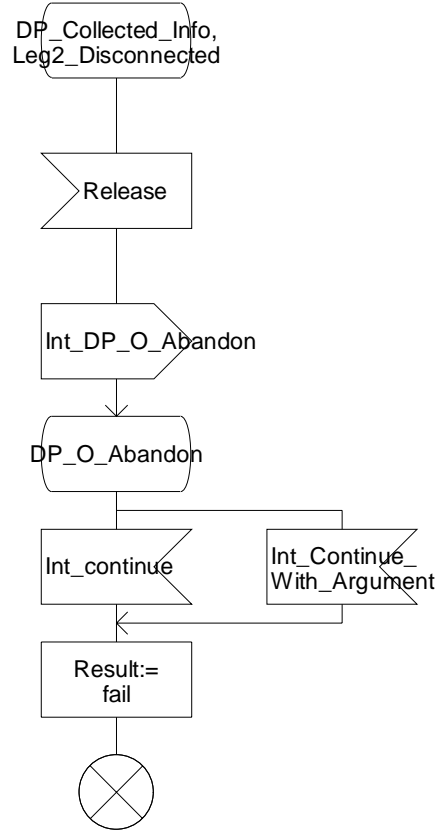 DP_Collected_Info,
Leg2_Disconnected
Release
Int_DP_O_Abandon
DP_O_Abandon
Int_continue
Int_Continue_
With_Argument
Result:=
fail